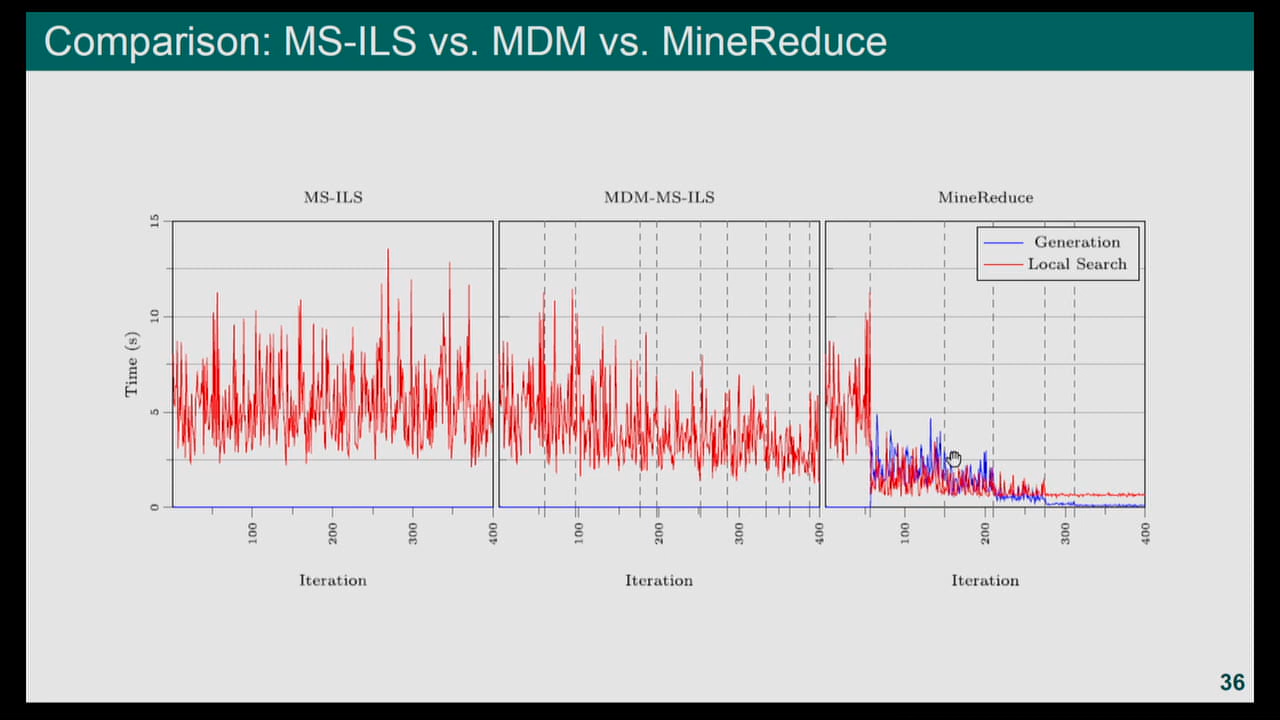 Comparison: MS-ILS vs. MDM vs. MineReduce
MS-ILS
MDM-MS-ILS
MineReduce
Generation
Local Search
Time (s)
15
10
5
0
100
200
300
400
100
200
300
400
100
200
300
400
Iteration
Iteration
Iteration
36